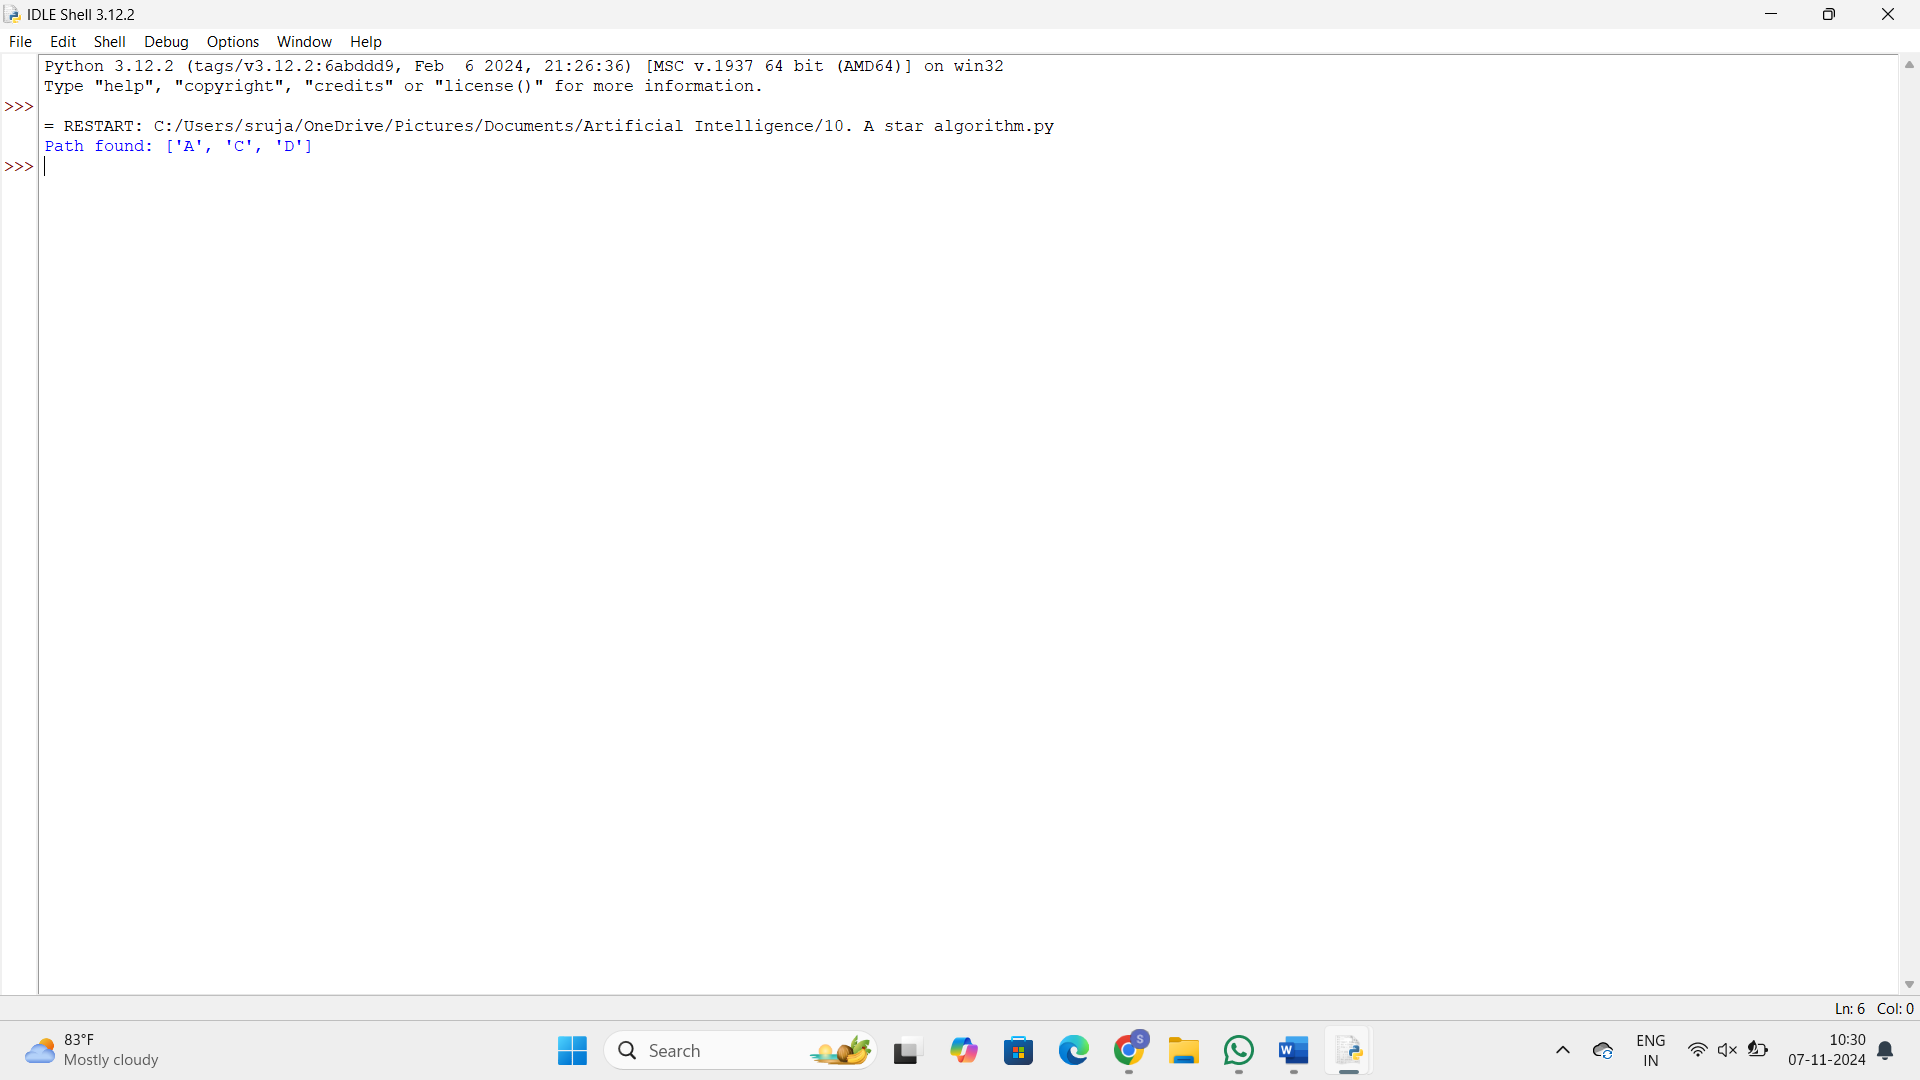 IDLE Shell 3.12.2
File Edit Shell Debug Options Window Help
Python 3.12.2 (tags/v3.12.2:6abddd9, Feb  6 2024, 21:26:36) [MSC v.1937 64 bit (AMD64)] on win32
Type "help", "copyright", "credits" or "license()" for more information.
>>>
= RESTART: C:/Users/sruja/OneDrive/Pictures/Documents/Artificial Intelligence/10. A star algorithm.py
Path found: ['A', 'C', 'D']
>>>
Ln: 6 Col: 0
83°F
Mostly cloudy
Search
S
W
ENG
IN
10:30
07-11-2024